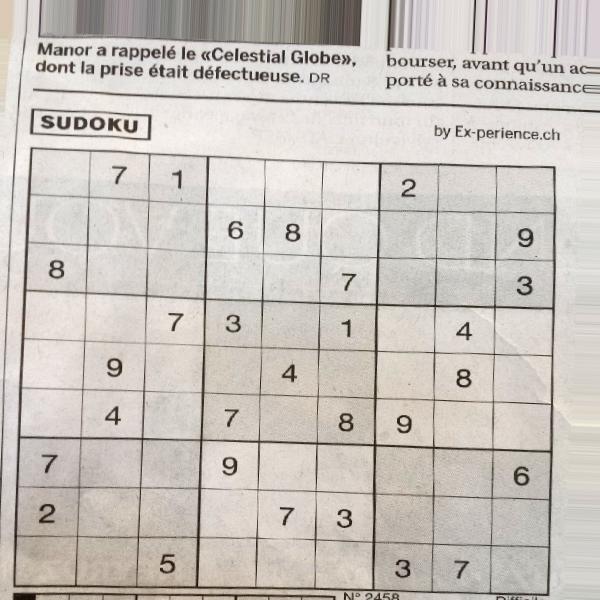 Manor a rappelé le «Celestial Globe»,
dont la prise était défectueuse. DR
bourser, avant qu'un ac
porté à sa connaissance
SUDOKU
by Ex-perience.ch
7 1 2
6 8 9
8 7 3
7 3 1 4
9 4 8
4 7 8 9
7 9 6
2 7 3
5 3 7
N° 2458